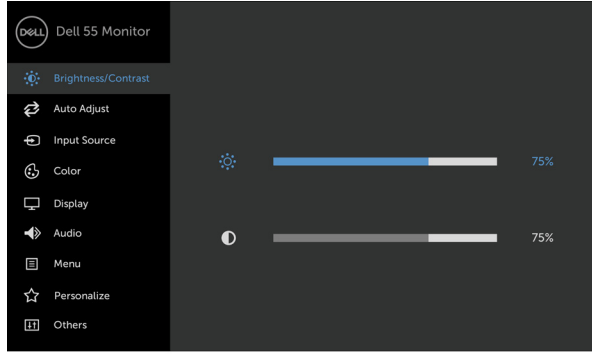 DELL Dell 55 Monitor
Brightness/Contrast
Auto Adjust
Input Source
75%
Color
Display
Audio
75%
Menu
Personalize
Others